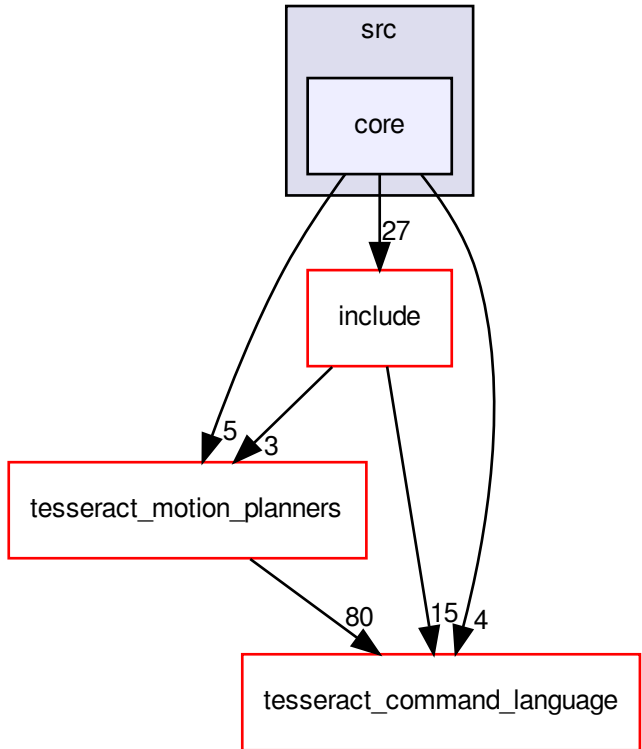 src
core
27
include
5
3
tesseract_motion_planners
80
15
4
tesseract_command_language